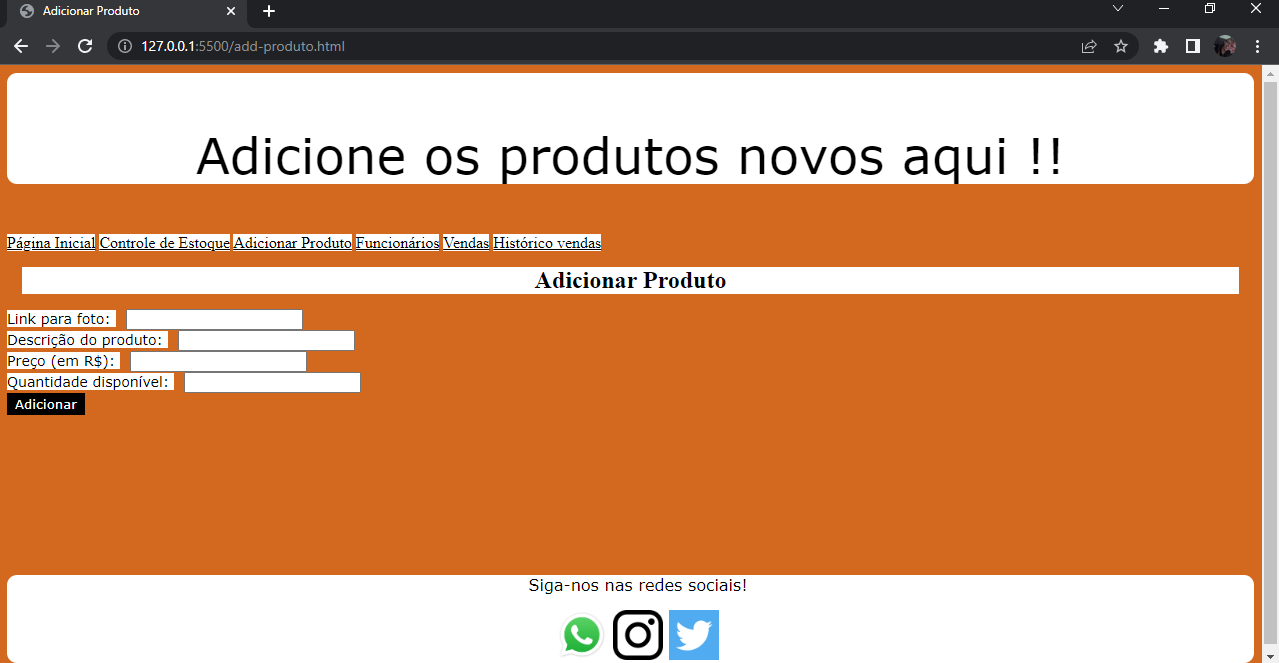 Adicionar Produto
127.0.0.1:5500/add-produto.html
Adicione os produtos novos aqui !!
Página Inicial Controle de Estoque Adicionar Produto Funcionários Vendas Histórico vendas
Adicionar Produto
Link para foto:
Descrição do produto:
Preço (em R$):
Quantidade disponível:
Adicionar
Siga-nos nas redes sociais!